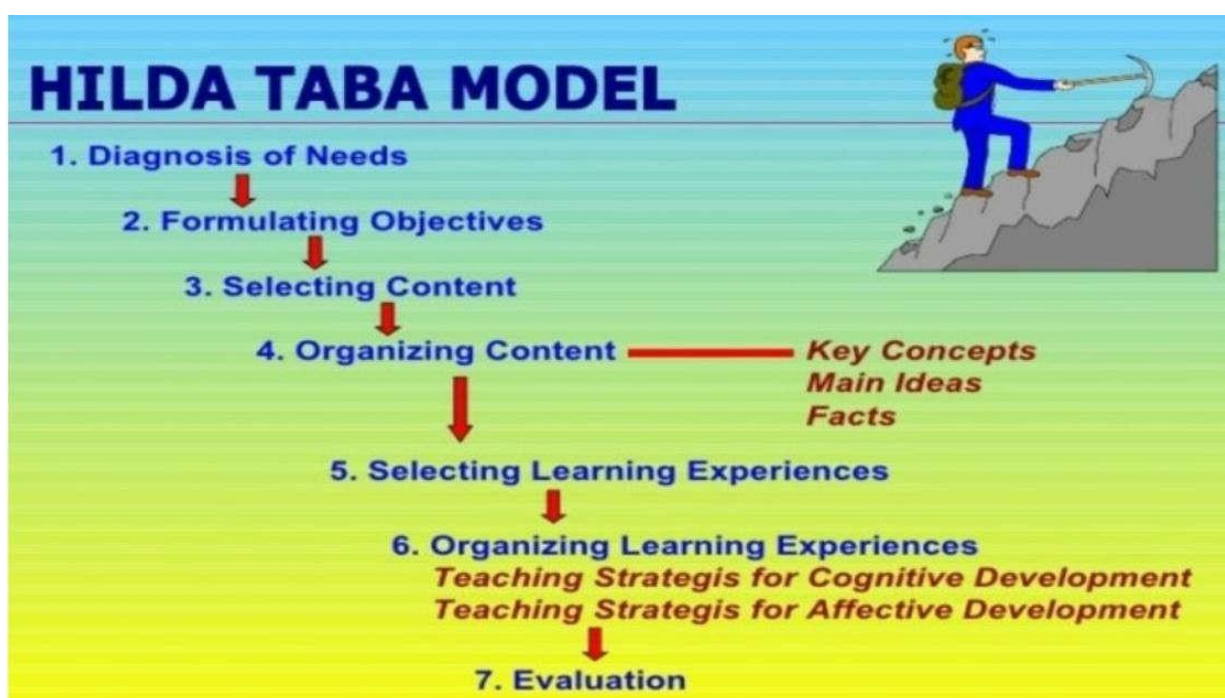 HILDA TABA MODEL
1. Diagnosis of Needs
2. Formulating Objectives
3. Selecting Content
4. Organizing Content Key Concepts
Main Ideas
Facts
5. Selecting Learning Experiences
6. Organizing Learning Experiences
Teaching Strategis for Cognitive Development
Teaching Strategis for Affective Development
7. Evaluation